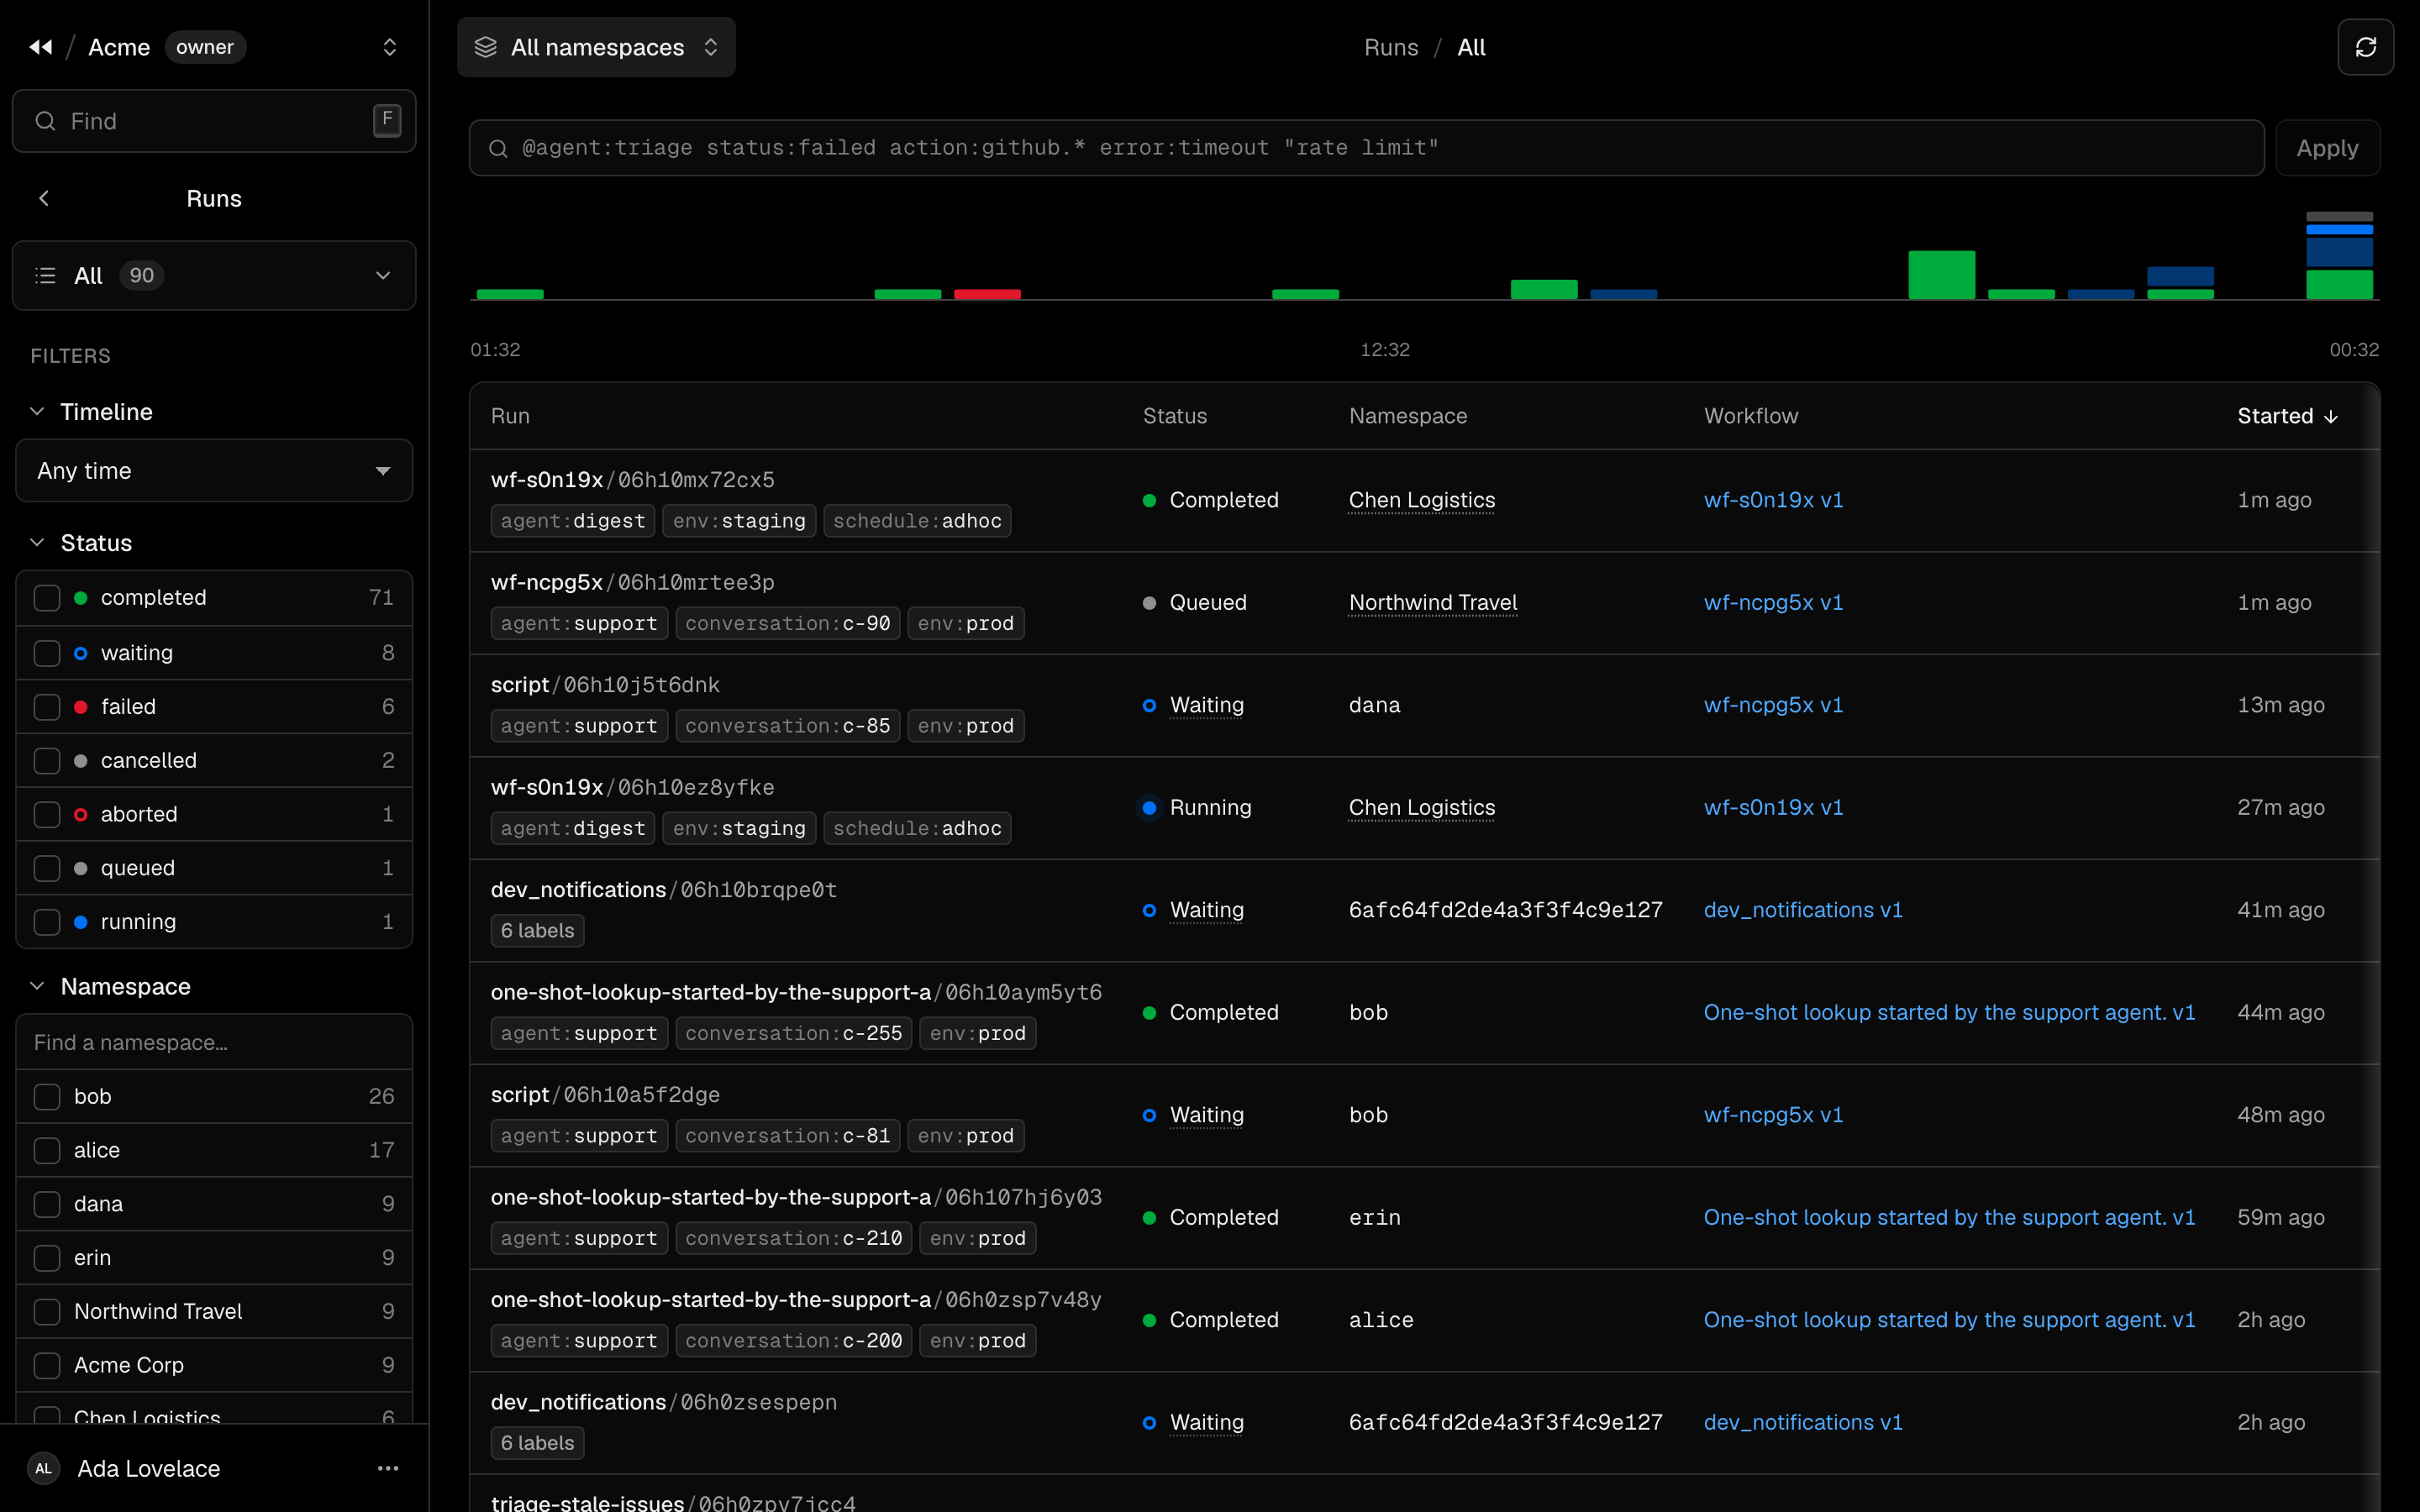 / Acme owner
Find F
Runs
All 90
FILTERS
Timeline
Any time
Status
completed 71
waiting 8
failed 6
cancelled 2
aborted 1
queued 1
running 1
Namespace
Find a namespace…
bob 26
alice 17
dana 9
erin 9
Northwind Travel 9
Acme Corp 9
Chen Logistics 6
AL Ada Lovelace
All namespaces
Runs / All
@agent:triage status:failed action:github.* error:timeout "rate limit"
Apply
01:32 12:32 00:32
Run Status Namespace Workflow Started ↓
wf-s0n19x/06h10mx72cx5
agent:digest env:staging schedule:adhoc
Completed Chen Logistics wf-s0n19x v1 1m ago
wf-ncpg5x/06h10mrtee3p
agent:support conversation:c-90 env:prod
Queued Northwind Travel wf-ncpg5x v1 1m ago
script/06h10j5t6dnk
agent:support conversation:c-85 env:prod
Waiting dana wf-ncpg5x v1 13m ago
wf-s0n19x/06h10ez8yfke
agent:digest env:staging schedule:adhoc
Running Chen Logistics wf-s0n19x v1 27m ago
dev_notifications/06h10brqpe0t
6 labels
Waiting 6afc64fd2de4a3f3f4c9e127 dev_notifications v1 41m ago
one-shot-lookup-started-by-the-support-a/06h10aym5yt6
agent:support conversation:c-255 env:prod
Completed bob One-shot lookup started by the support agent. v1 44m ago
script/06h10a5f2dge
agent:support conversation:c-81 env:prod
Waiting bob wf-ncpg5x v1 48m ago
one-shot-lookup-started-by-the-support-a/06h107hj6y03
agent:support conversation:c-210 env:prod
Completed erin One-shot lookup started by the support agent. v1 59m ago
one-shot-lookup-started-by-the-support-a/06h0zsp7v48y
agent:support conversation:c-200 env:prod
Completed alice One-shot lookup started by the support agent. v1 2h ago
dev_notifications/06h0zsespepn
6 labels
Waiting 6afc64fd2de4a3f3f4c9e127 dev_notifications v1 2h ago
triage-stale-issues/06h0zpv7jcc4